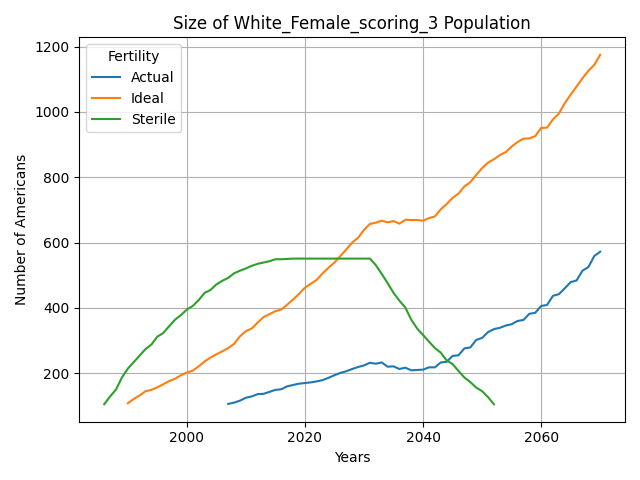 Size of White_Female_scoring_3 Population
Fertility
Actual
Ideal
Sterile
1200
1000
800
600
400
200
Number of Americans
2000
2020
2040
2060
Years